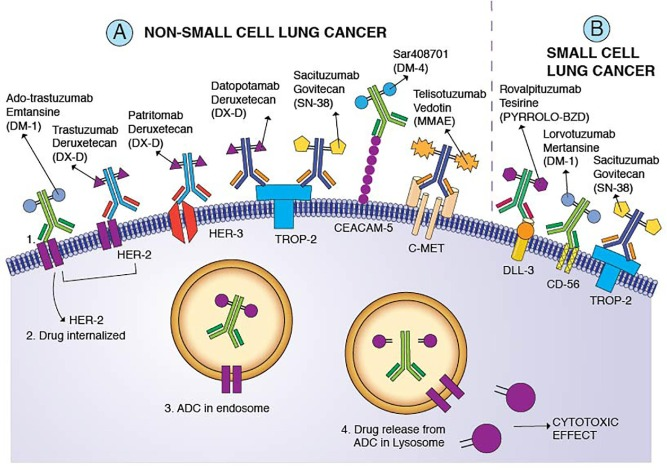 A
NON-SMALL CELL LUNG CANCER
B
SMALL CELL
LUNG CANCER
Ado-trastuzumab
Emtansine
(DM-1)
Trastuzumab
Deruxetecan
(DX-D)
Patritomab
Deruxetecan
(DX-D)
Datopotamab
Deruxetecan
(DX-D)
Sacituzumab
Govitecan
(SN-38)
Sar408701
(DM-4)
Telisotuzumab
Vedotin
(MMAE)
Rovalpituzumab
Tesirine
(PYRROLO-BZD)
Lorvotuzumab
Mertansine
(DM-1)
Sacituzumab
Govitecan
(SN-38)
1.
HER-2
HER-3
TROP-2
CEACAM-5
C-MET
DLL-3
CD-56
TROP-2
HER-2
2. Drug internalized
3. ADC in endosome
4. Drug release from
ADC in Lysosome
CYTOTOXIC
EFFECT